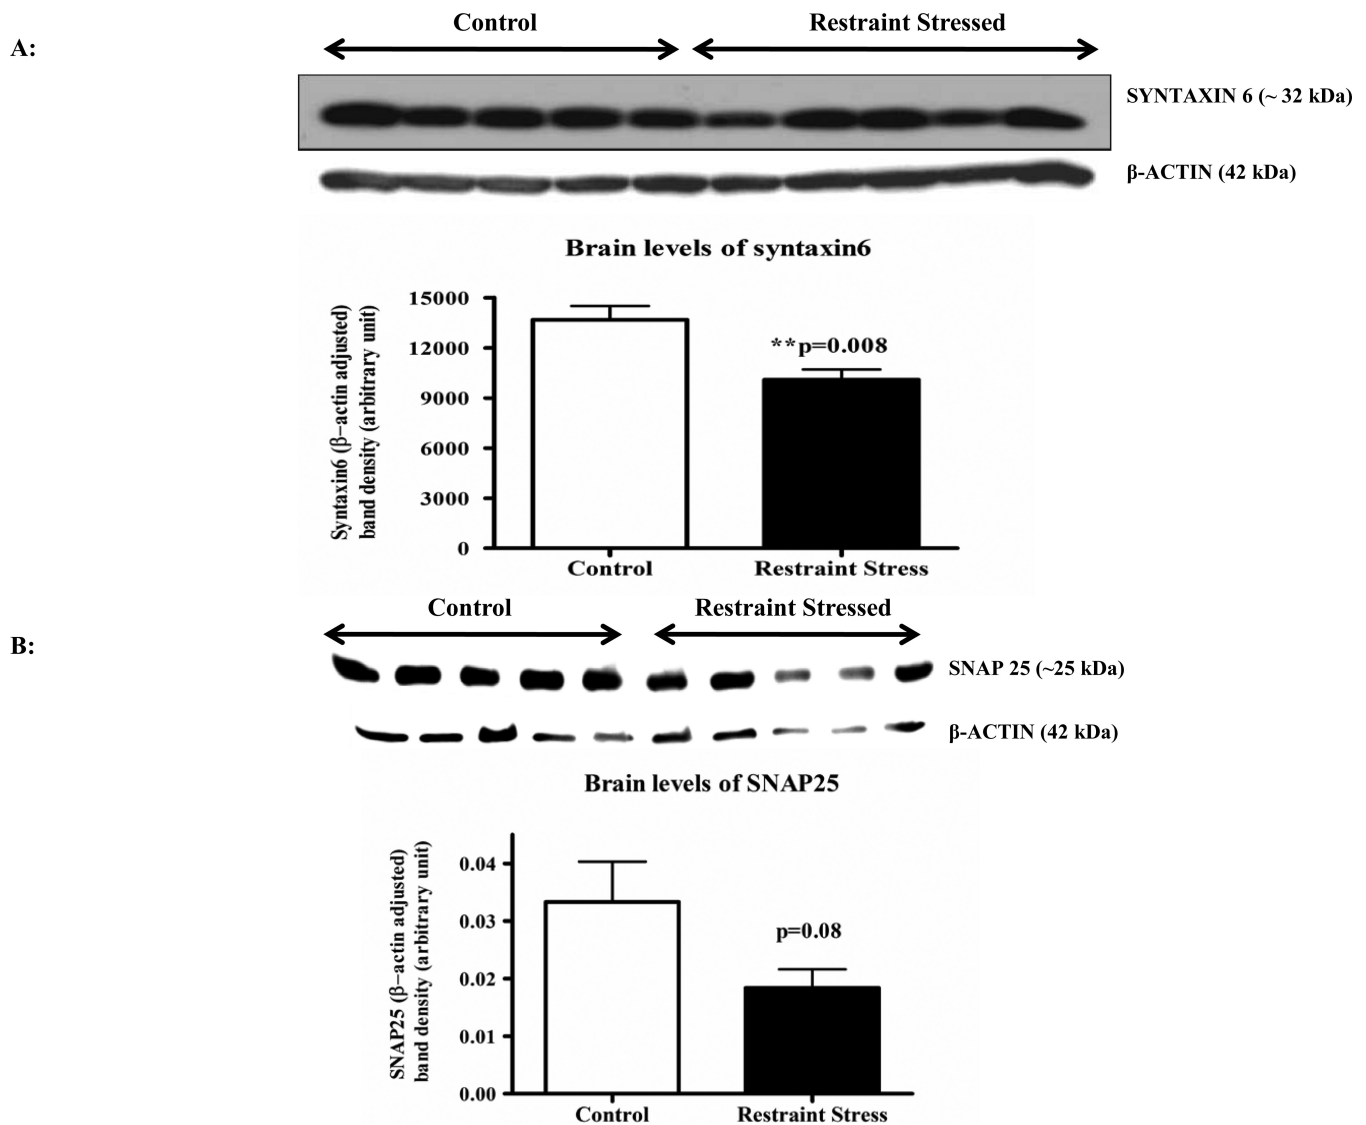 Control Restraint Stressed
A:
SYNTAXIN 6 (~ 32 kDa)
β-ACTIN (42 kDa)
Brain levels of syntaxin6
Syntaxin6 (β−actin adjusted)
band density (arbitrary unit)
15000
12000
9000
6000
3000
0
**p=0.008
Control Restraint Stress
Control Restraint Stressed
B:
SNAP 25 (~25 kDa)
β-ACTIN (42 kDa)
Brain levels of SNAP25
SNAP25 (β−actin adjusted)
band density (arbitrary unit)
0.04
0.03
0.02
0.01
0.00
p=0.08
Control Restraint Stress